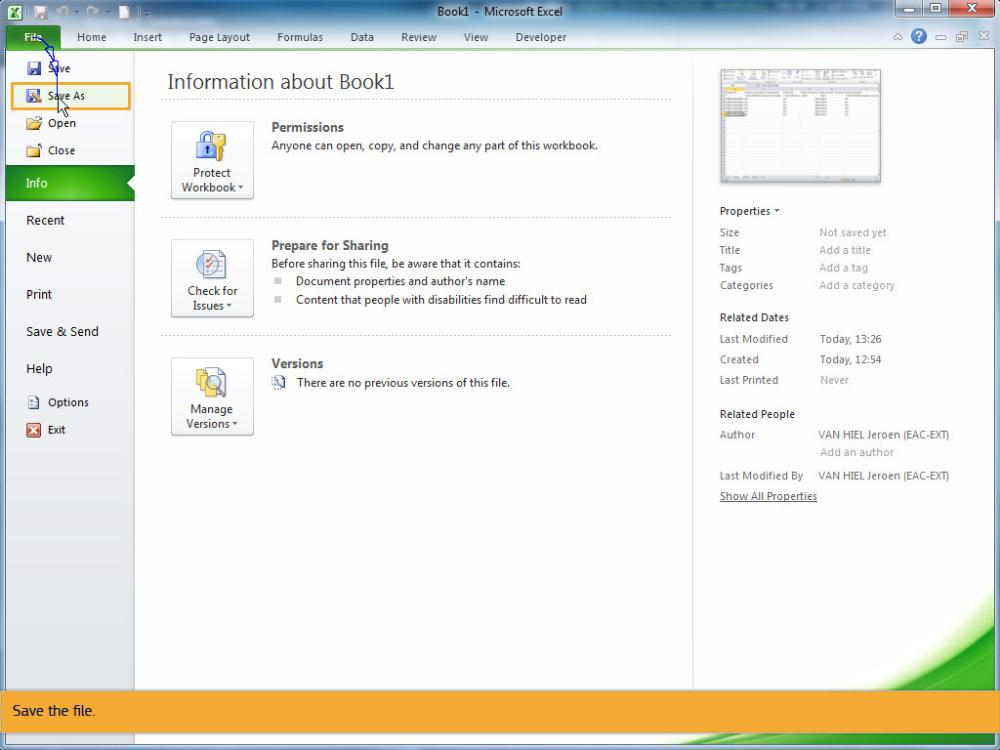 Book1 - Microsoft Excel
File Home Insert Page Layout Formulas Data Review View Developer
Save
Save As
Open
Close
Info
Recent
New
Print
Save & Send
Help
Options
Exit
Information about Book1
Protect
Workbook
Permissions
Anyone can open, copy, and change any part of this workbook.
Check for
Issues
Prepare for Sharing
Before sharing this file, be aware that it contains:
Document properties and author's name
Content that people with disabilities find difficult to read
Manage
Versions
Versions
There are no previous versions of this file.
Properties
Size Not saved yet
Title Add a title
Tags Add a tag
Categories Add a category
Related Dates
Last Modified Today, 13:26
Created Today, 12:54
Last Printed Never
Related People
Author VAN HIEL Jeroen (EAC-EXT)
Add an author
Last Modified By VAN HIEL Jeroen (EAC-EXT)
Show All Properties
Save the file.